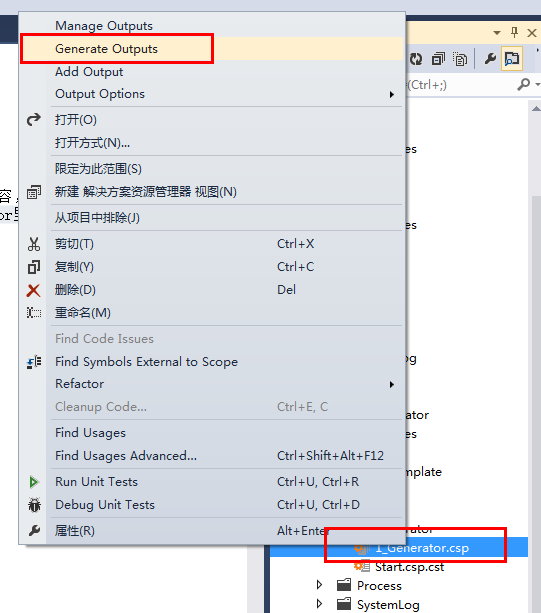 Manage Outputs
Generate Outputs
Add Output
Output Options
打开(O)
打开方式(N)...
限定为此范围(S)
新建 解决方案资源管理器 视图(N)
从项目中排除(J)
剪切(T) Ctrl+X
复制(Y) Ctrl+C
删除(D) Del
重命名(M)
Find Code Issues
Find Symbols External to Scope
Refactor
Cleanup Code... Ctrl+E, C
Find Usages
Find Usages Advanced... Ctrl+Shift+Alt+F12
Run Unit Tests Ctrl+U, Ctrl+R
Debug Unit Tests Ctrl+U, Ctrl+D
属性(R) Alt+Enter
(Ctrl+;)
容，
or
es
es
og
ator
es
mplate
erator
1_Generator.csp
Start.csp.cst
Process
SystemLog